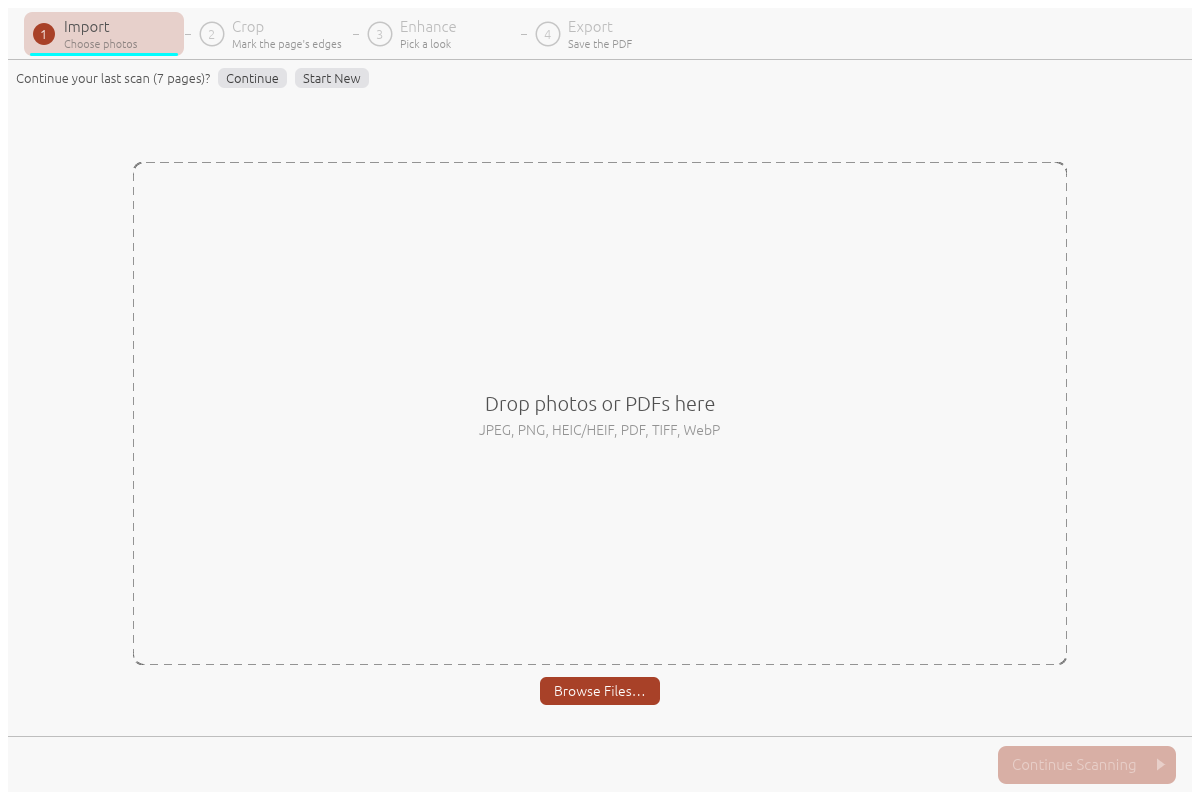 1 Import
Choose photos
2 Crop
Mark the page's edges
3 Enhance
Pick a look
4 Export
Save the PDF
Continue your last scan (7 pages)? Continue Start New
Drop photos or PDFs here
JPEG, PNG, HEIC/HEIF, PDF, TIFF, WebP
Browse Files...
Continue Scanning